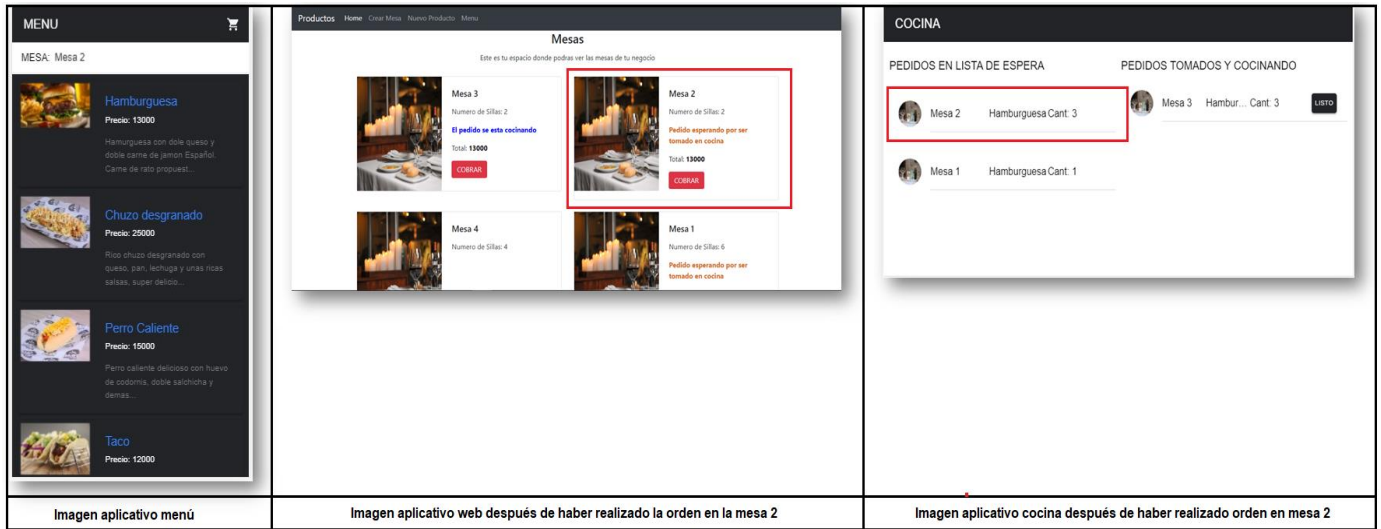 MENU
MESA: Mesa 2
Hamburguesa
Precio: 13000
Hamurguesa con dole queso y
doble carne de jamon Español.
Carne de rato propuest...
Chuzo desgranado
Precio: 25000
Rico chuzo desgranado con
queso, pan, lechuga y unas ricas
salsas, super delicio...
Perro Caliente
Precio: 15000
Perro caliente delicioso con huevo
de codornis, doble salchicha y
demas...
Taco
Precio: 12000
Imagen aplicativo menú
Productos Home Crear Mesa Nuevo Producto Menu
Mesas
Este es tu espacio donde podras ver las mesas de tu negocio
Mesa 3
Numero de Sillas: 2
El pedido se esta cocinando
Total: 13000
COBRAR
Mesa 2
Numero de Sillas: 2
Pedido esperando por ser
tomado en cocina
Total: 13000
COBRAR
Mesa 4
Numero de Sillas: 4
Mesa 1
Numero de Sillas: 6
Pedido esperando por ser
tomado en cocina
Imagen aplicativo web después de haber realizado la orden en la mesa 2
COCINA
PEDIDOS EN LISTA DE ESPERA
Mesa 2 Hamburguesa Cant: 3
Mesa 1 Hamburguesa Cant: 1
PEDIDOS TOMADOS Y COCINANDO
Mesa 3 Hambur... Cant: 3 LISTO
Imagen aplicativo cocina después de haber realizado orden en mesa 2